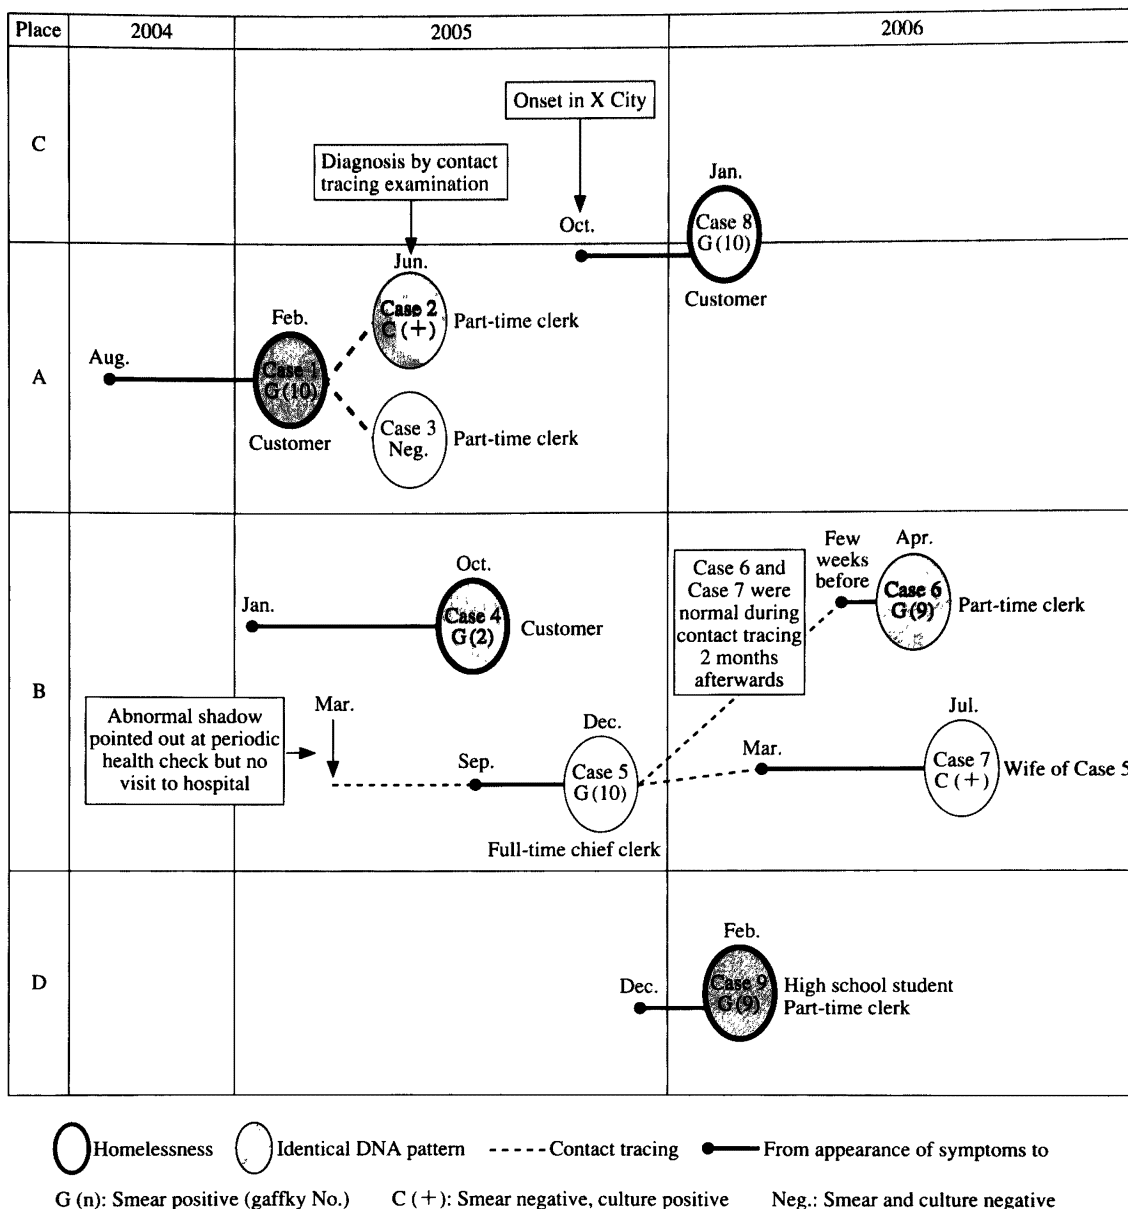 Place 2004 2005 2006
C
Onset in X City
Diagnosis by contact
tracing examination
Oct.
Jan.
Case 8
G (10)
Customer
A
Aug.
Feb.
Case 1
G (10)
Customer
Jun.
Case 2
C (+)
Part-time clerk
Case 3
Neg.
Part-time clerk
B
Jan.
Oct.
Case 4
G (2)
Customer
Case 6 and
Case 7 were
normal during
contact tracing
2 months
afterwards
Few
weeks
before
Apr.
Case 6
G (9)
Part-time clerk
Abnormal shadow
pointed out at periodic
health check but no
visit to hospital
Mar.
Sep.
Dec.
Case 5
G (10)
Full-time chief clerk
Mar.
Jul.
Case 7
C (+)
Wife of Case 5
D
Dec.
Feb.
Case 9
G (9)
High school student
Part-time clerk
Homelessness Identical DNA pattern Contact tracing From appearance of symptoms to
G (n): Smear positive (gaffky No.) C (+): Smear negative, culture positive Neg.: Smear and culture negative